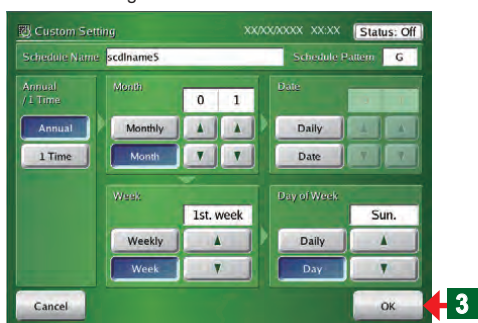 Custom Setting XX/XX/XXXX XX:XX Status: Off
Schedule Name scdlname5 Schedule Pattern G
Annual
/1 Time
Annual
1 Time
Month
0 1
Monthly
Month
Date
Daily
Date
Week
1st. week
Weekly
Week
Day of Week
Sun.
Daily
Day
Cancel
OK
3